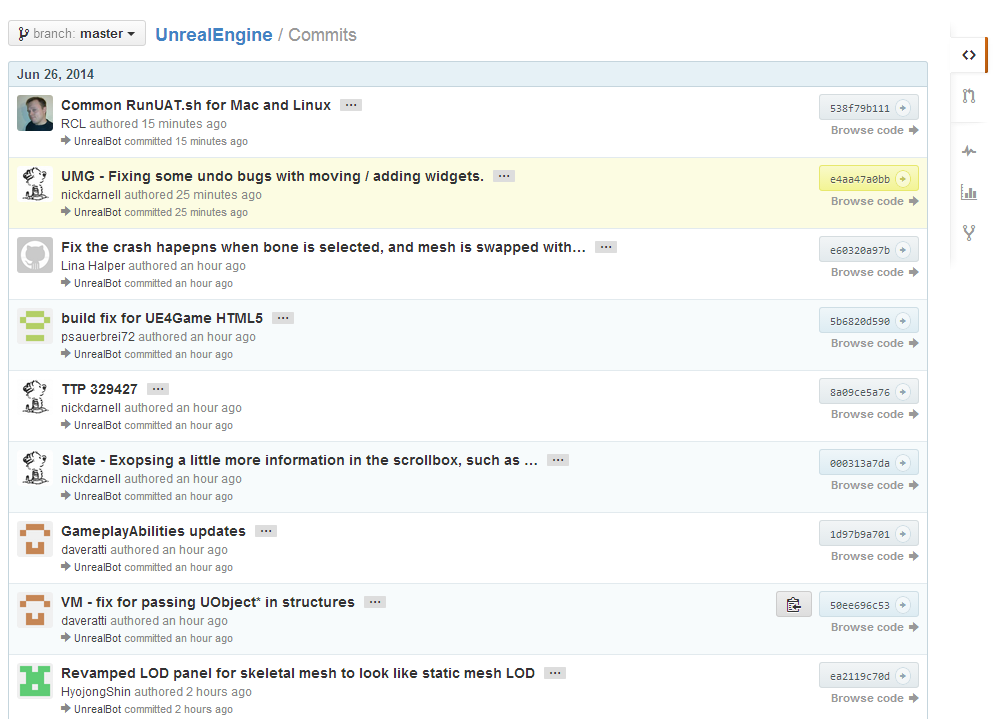 branch: master UnrealEngine / Commits
Jun 26, 2014
Common RunUAT.sh for Mac and Linux ...
538f79b111
RCL authored 15 minutes ago
Browse code
UnrealBot committed 15 minutes ago
UMG - Fixing some undo bugs with moving / adding widgets. ...
e4aa47a0bb
nickdarnell authored 25 minutes ago
Browse code
UnrealBot committed 25 minutes ago
Fix the crash hapepns when bone is selected, and mesh is swapped with... ...
e60320a97b
Lina Halper authored an hour ago
Browse code
UnrealBot committed an hour ago
build fix for UE4Game HTML5 ...
5b6820d590
psauerbrei72 authored an hour ago
Browse code
UnrealBot committed an hour ago
TTP 329427 ...
8a09ce5a76
nickdarnell authored an hour ago
Browse code
UnrealBot committed an hour ago
Slate - Exopsing a little more information in the scrollbox, such as ... ...
000313a7da
nickdarnell authored an hour ago
Browse code
UnrealBot committed an hour ago
GameplayAbilities updates ...
1d97b9a701
daveratti authored an hour ago
Browse code
UnrealBot committed an hour ago
VM - fix for passing UObject* in structures ...
50ee696c53
daveratti authored an hour ago
Browse code
UnrealBot committed an hour ago
Revamped LOD panel for skeletal mesh to look like static mesh LOD ...
ea2119c70d
HyojongShin authored 2 hours ago
Browse code
UnrealBot committed 2 hours ago